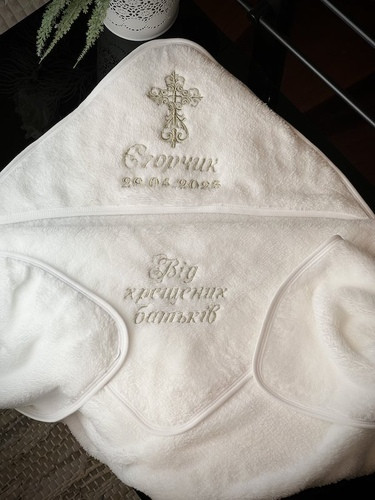 Єгорчик
Від
хрещених
батьків